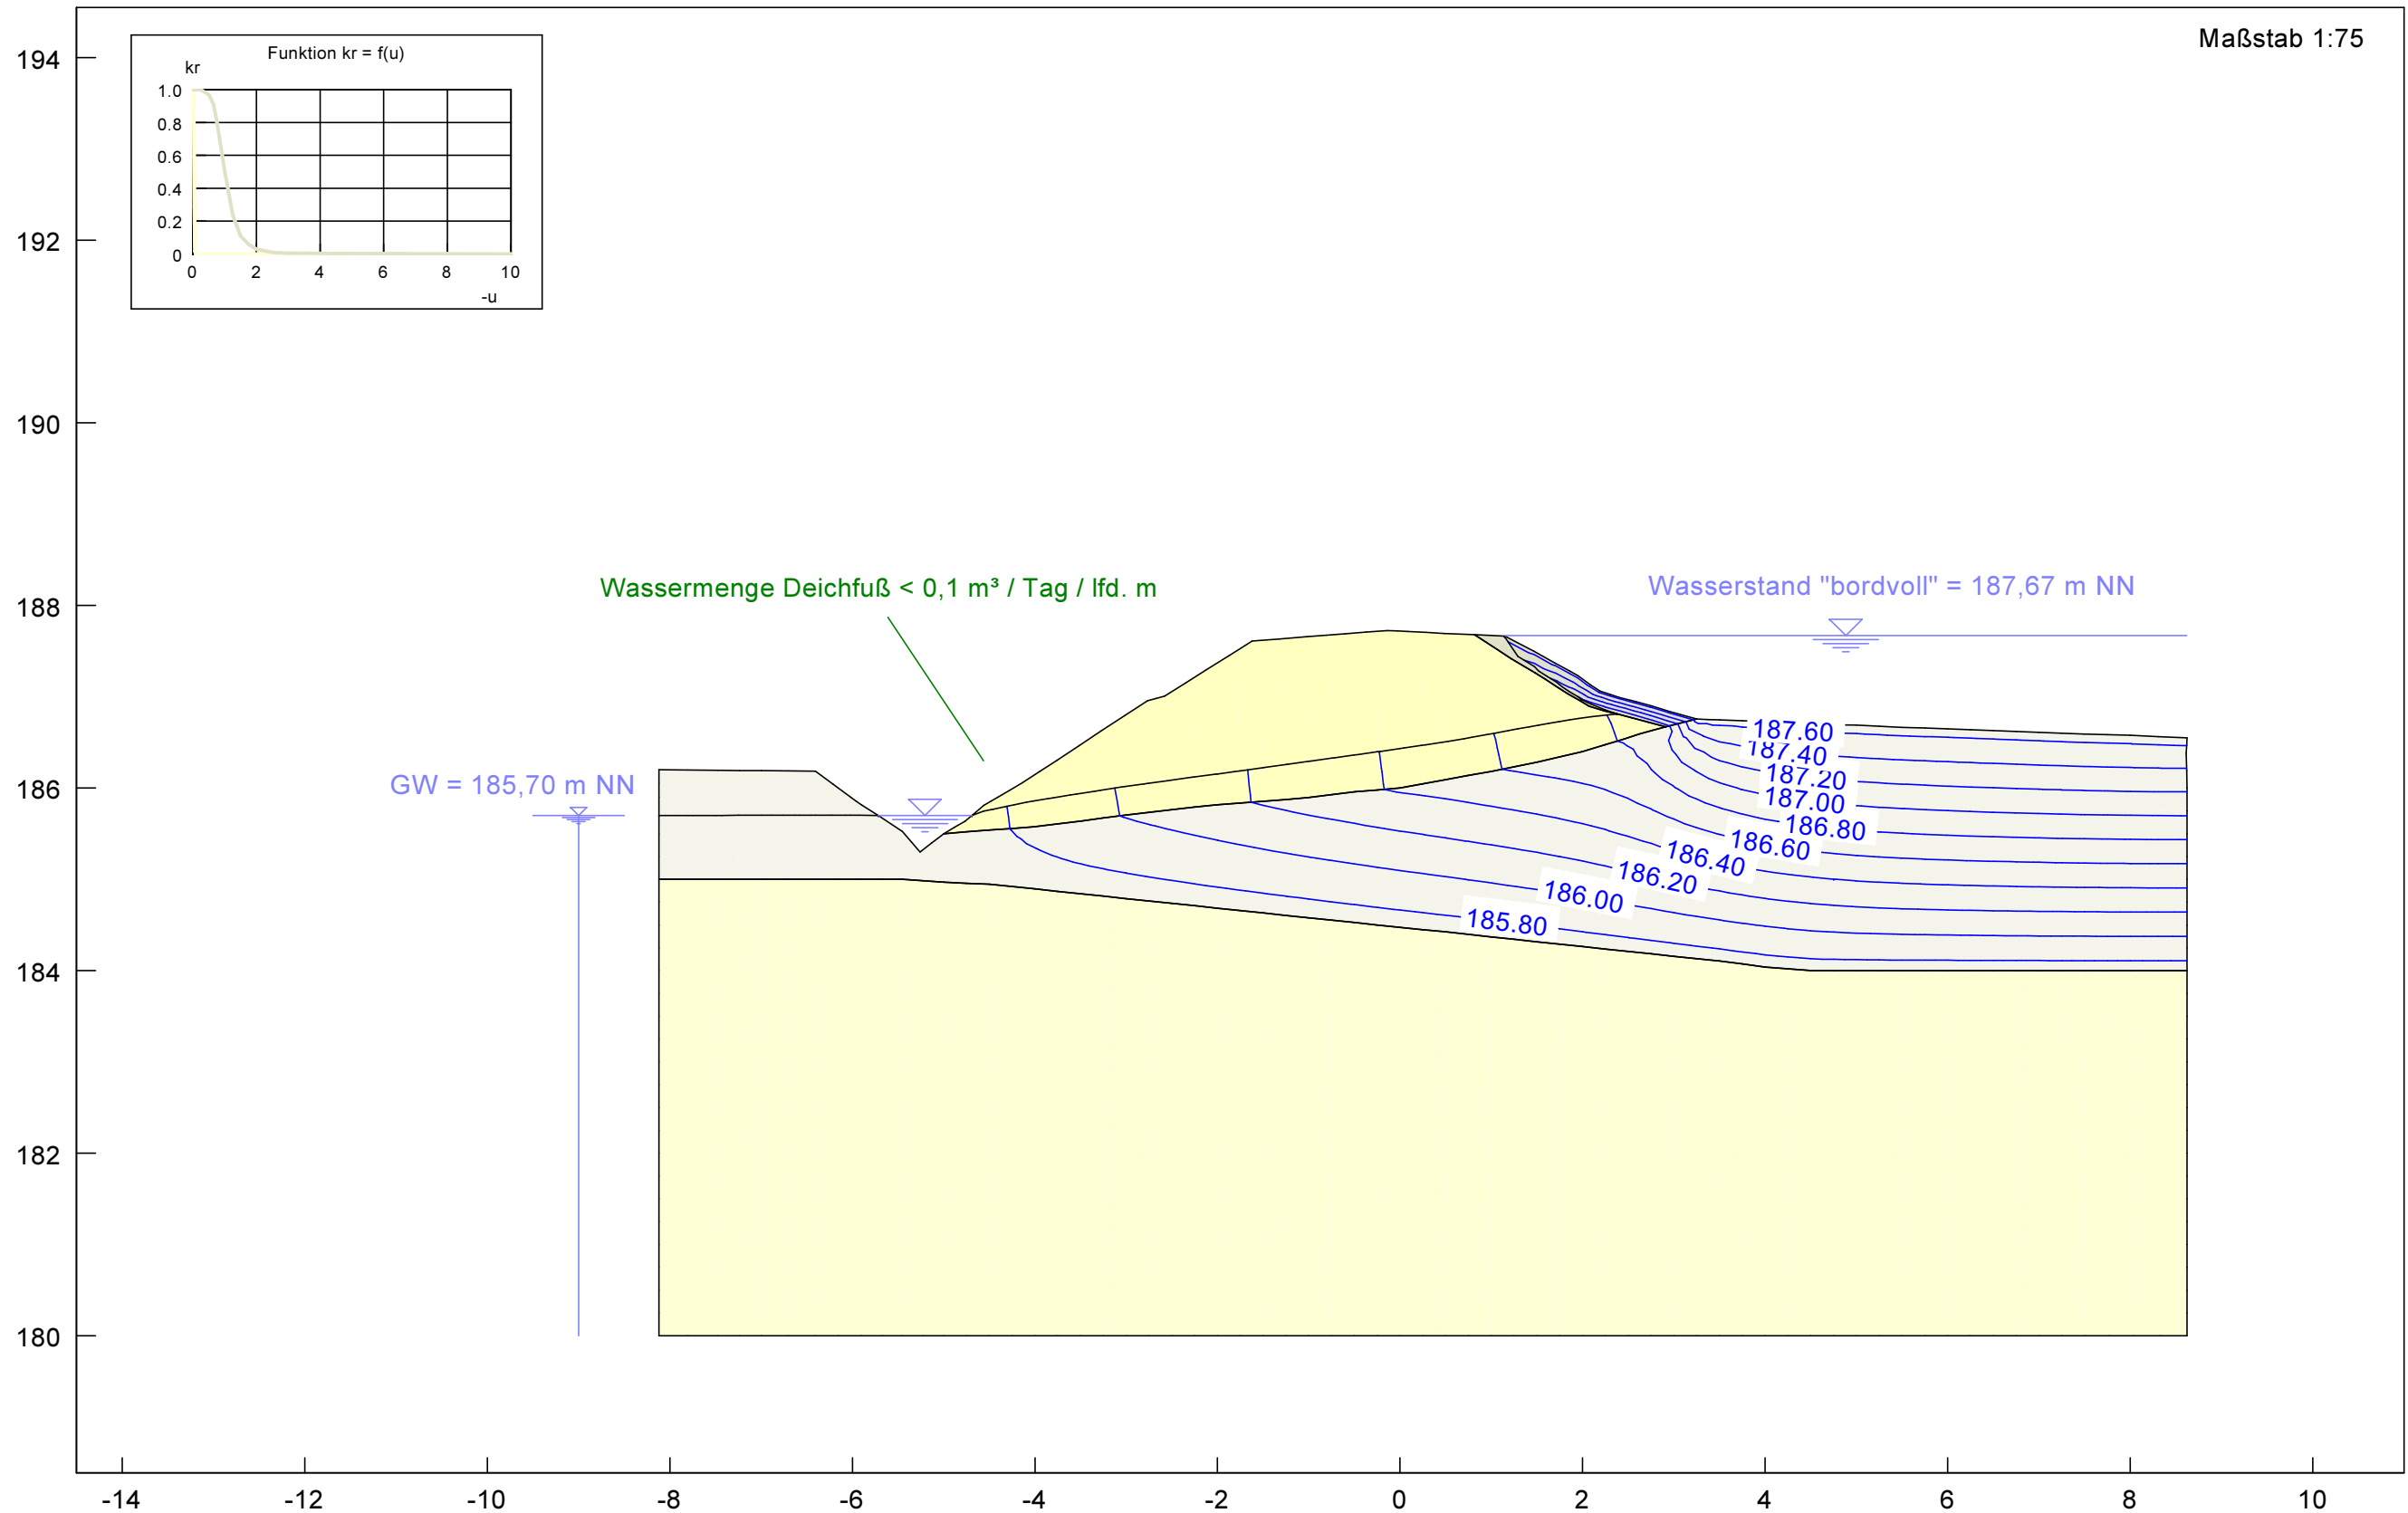 Maßstab 1:75
194
192
190
188
186
184
182
180
Funktion kr = f(u)
kr
1.0
0.8
0.6
0.4
0.2
0
0 2 4 6 8 10
-u
Wassermenge Deichfuß < 0,1 m³ / Tag / lfd. m
Wasserstand "bordvoll" = 187,67 m NN
GW = 185,70 m NN
187.60
187.40
187.20
187.00
186.80
186.60
186.40
186.20
186.00
185.80
-14 -12 -10 -8 -6 -4 -2 0 2 4 6 8 10